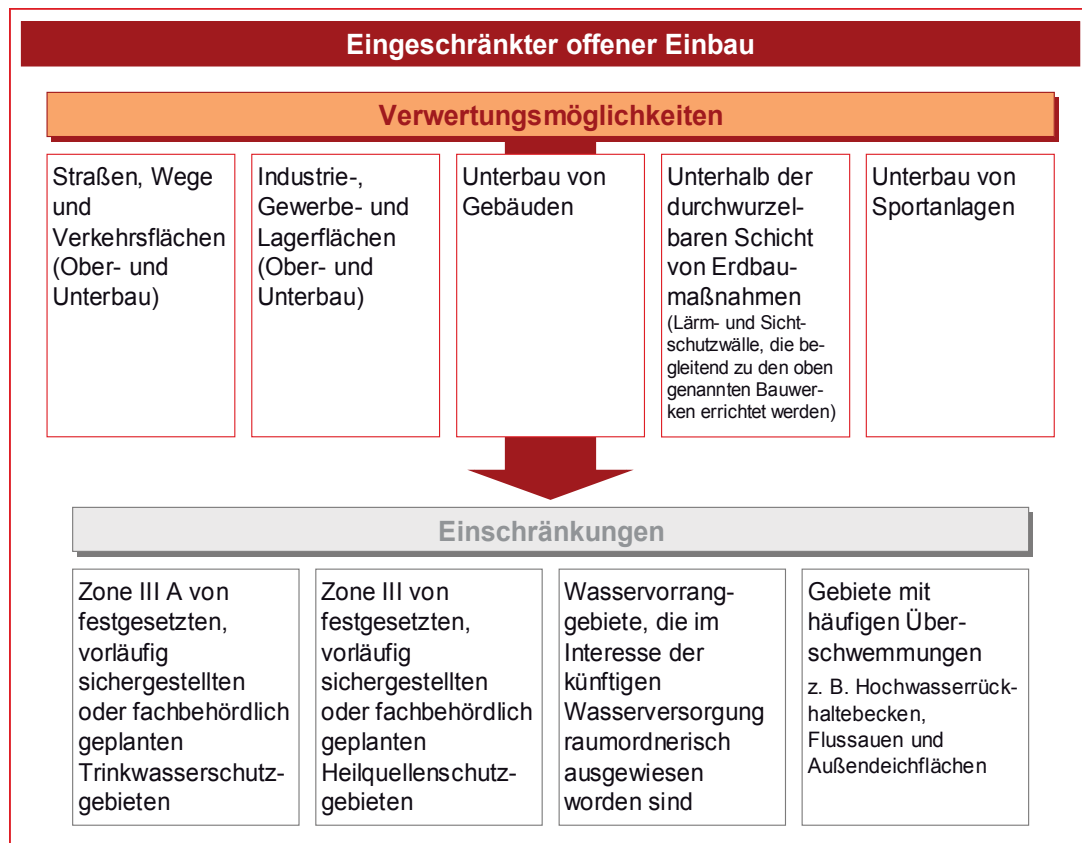 Eingeschränkter offener Einbau
Verwertungsmöglichkeiten
Straßen, Wege
und
Verkehrsflächen
(Ober- und
Unterbau)
Industrie-,
Gewerbe- und
Lagerflächen
(Ober- und
Unterbau)
Unterbau von
Gebäuden
Unterhalb der
durchwurzel-
baren Schicht
von Erdbau-
maßnahmen
(Lärm- und Sicht-
schutzwälle, die be-
gleitend zu den oben
genannten Bauwer-
ken errichtet werden)
Unterbau von
Sportanlagen
Einschränkungen
Zone III A von
festgesetzten,
vorläufig
sichergestellten
oder fachbehördlich
geplanten
Trinkwasserschutz-
gebieten
Zone III von
festgesetzten,
vorläufig
sichergestellten
oder fachbehördlich
geplanten
Heilquellenschutz-
gebieten
Wasservorrang-
gebiete, die im
Interesse der
künftigen
Wasserversorgung
raumordnerisch
ausgewiesen
worden sind
Gebiete mit
häufigen Über-
schwemmungen
z. B. Hochwasserrück-
haltebecken,
Flussauen und
Außendeichflächen